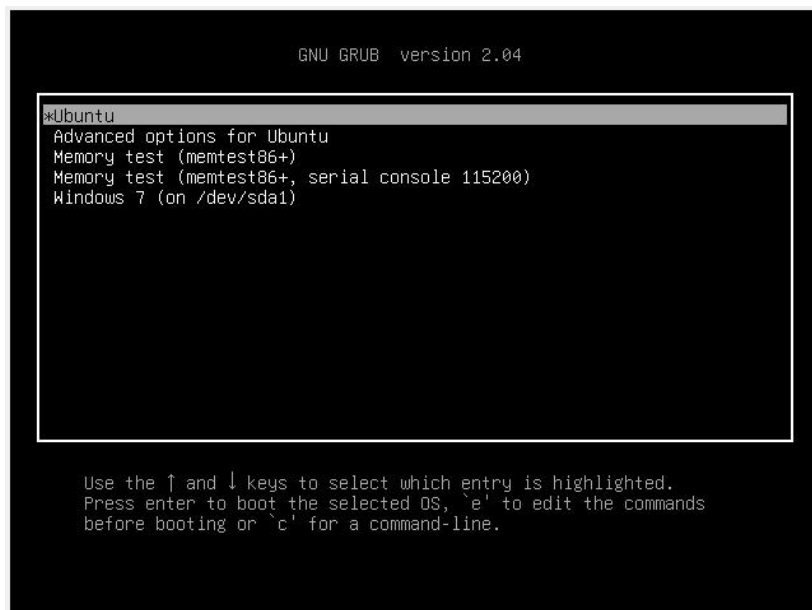 GNU GRUB version 2.04
*Ubuntu
Advanced options for Ubuntu
Memory test (memtest86+)
Memory test (memtest86+, serial console 115200)
Windows 7 (on /dev/sda1)
Use the ↑ and ↓ keys to select which entry is highlighted.
Press enter to boot the selected OS, `e' to edit the commands
before booting or `c' for a command-line.